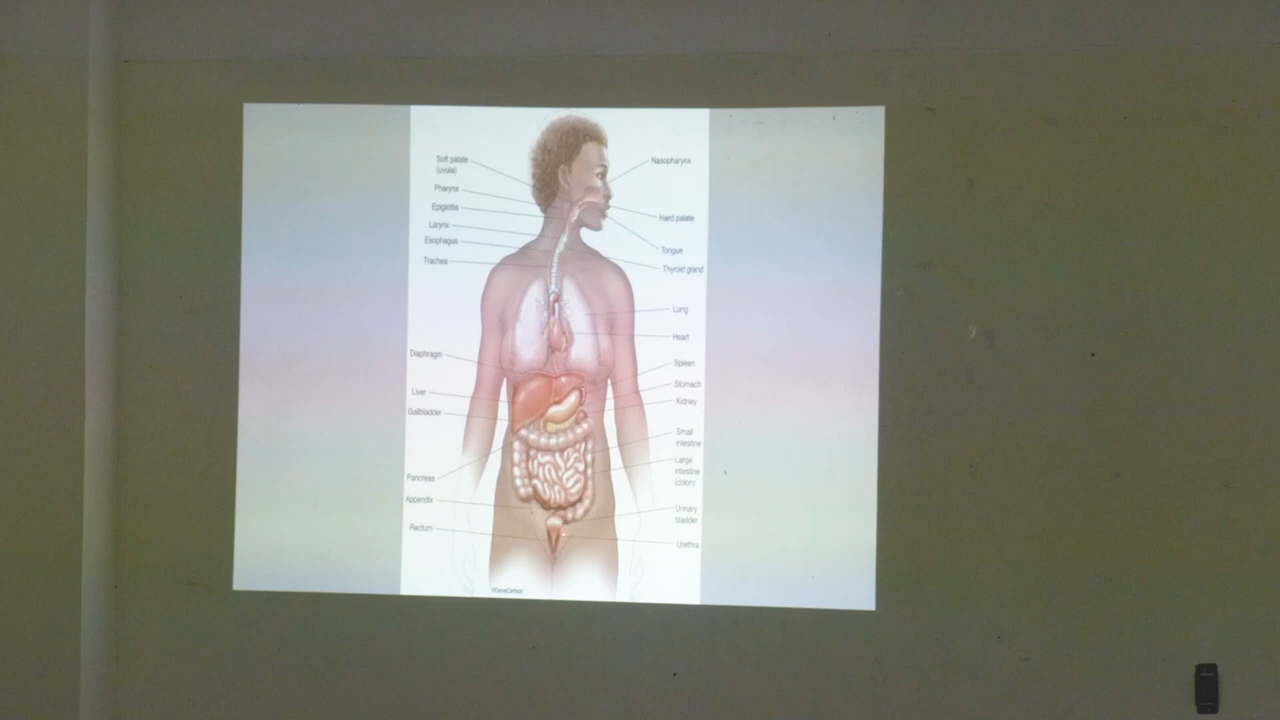 Soft palate
(uvula)
Pharynx
Epiglottis
Larynx
Esophagus
Trachea
Diaphragm
Liver
Gallbladder
Pancreas
Appendix
Rectum
Nasopharynx
Hard palate
Tongue
Thyroid gland
Lung
Heart
Spleen
Stomach
Kidney
Small
intestine
Large
intestine
(colon)
Urinary
bladder
Urethra
©DaveCarlson